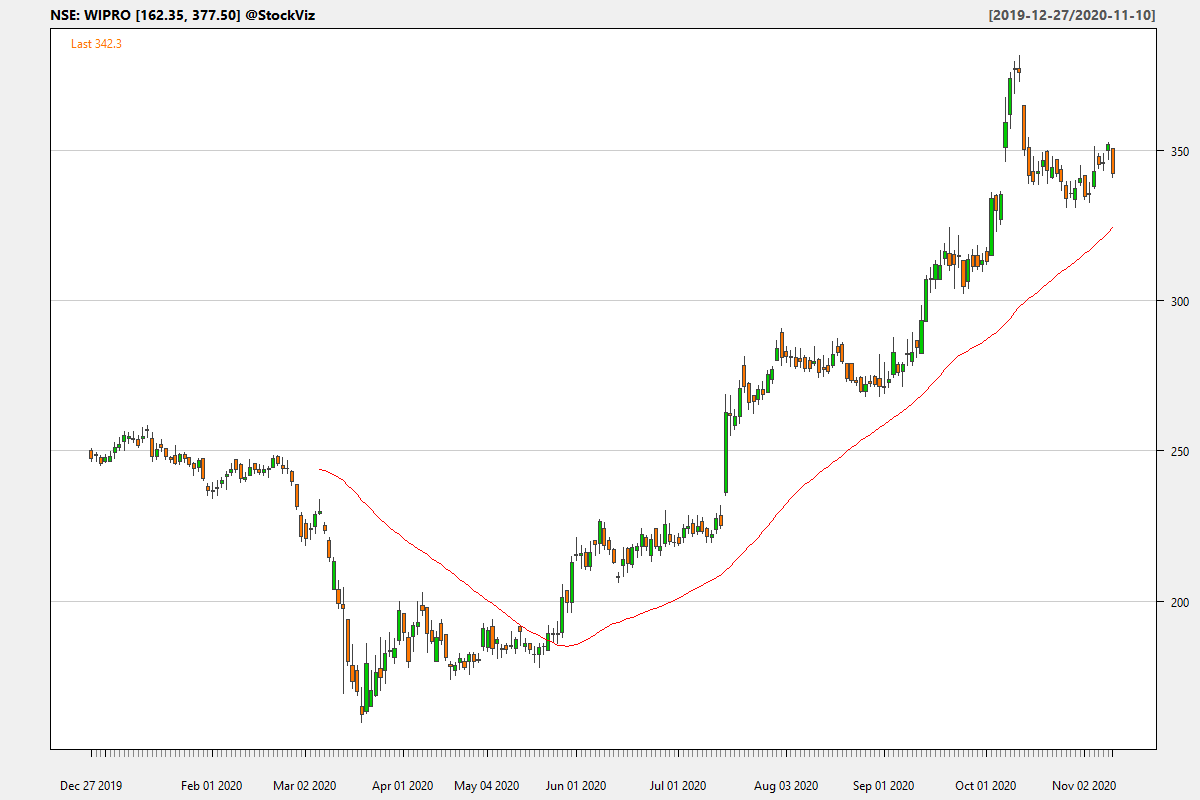 NSE: WIPRO [162.35, 377.50] @StockViz [2019-12-27/2020-11-10]
Last 342.3
350
300
250
200
Dec 27 2019 Feb 01 2020 Mar 02 2020 Apr 01 2020 May 04 2020 Jun 01 2020 Jul 01 2020 Aug 03 2020 Sep 01 2020 Oct 01 2020 Nov 02 2020